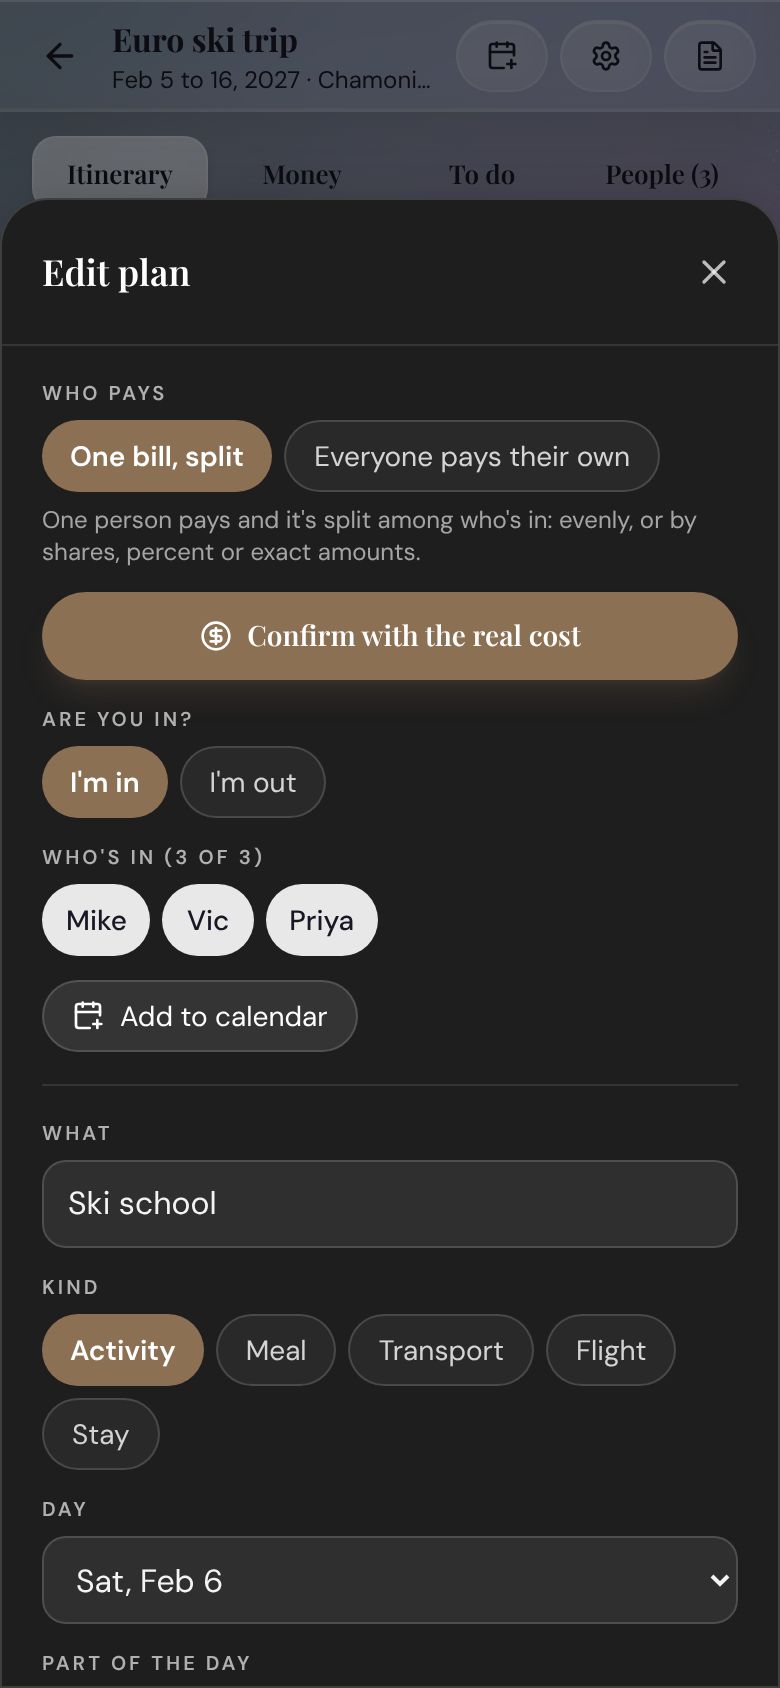 Euro ski trip
Feb 5 to 16, 2027 · Chamoni...
Itinerary Money To do People (3)
Edit plan
WHO PAYS
One bill, split Everyone pays their own
One person pays and it's split among who's in: evenly, or by
shares, percent or exact amounts.
Confirm with the real cost
ARE YOU IN?
I'm in I'm out
WHO'S IN (3 OF 3)
Mike Vic Priya
Add to calendar
WHAT
Ski school
KIND
Activity Meal Transport Flight
Stay
DAY
Sat, Feb 6
PART OF THE DAY